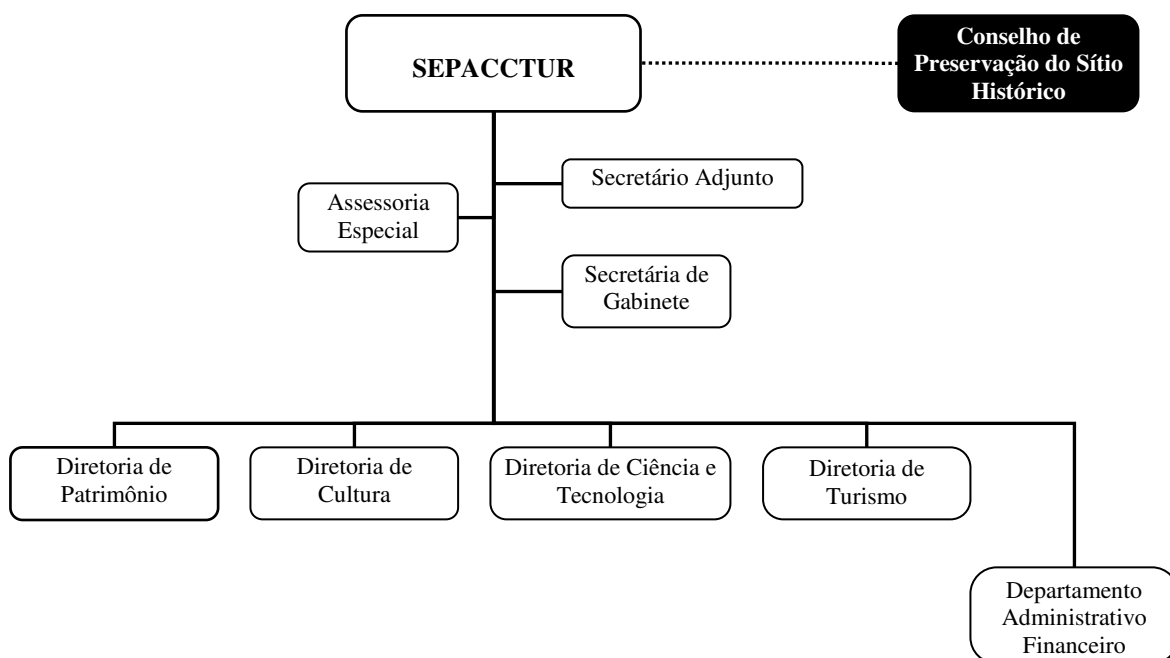 SEPACCTUR
Conselho de
Preservação do Sítio
Histórico
Secretário Adjunto
Assessoria
Especial
Secretária de
Gabinete
Diretoria de
Patrimônio
Diretoria de
Cultura
Diretoria de Ciência e
Tecnologia
Diretoria de
Turismo
Departamento
Administrativo
Financeiro